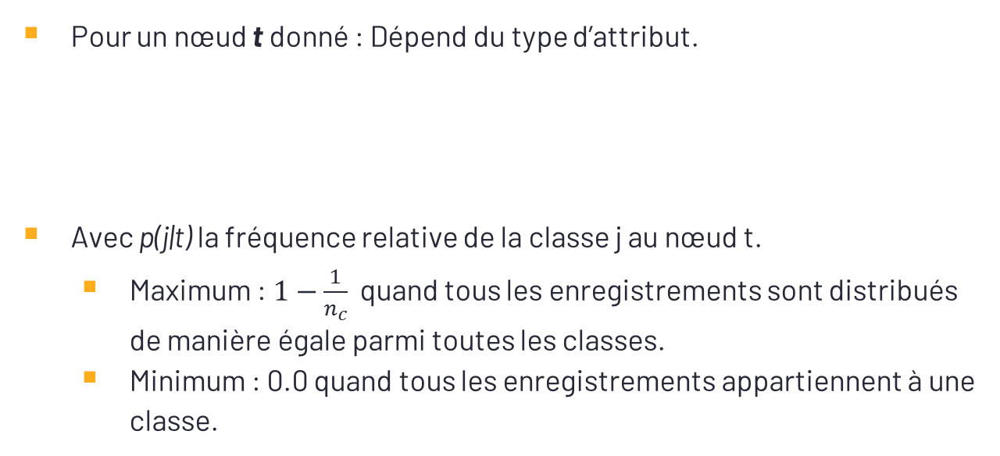 Pour un nœud t donné : Dépend du type d’attribut.
Avec p(j|t) la fréquence relative de la classe j au nœud t.
Maximum : 1 − 1/n_c quand tous les enregistrements sont distribués
de manière égale parmi toutes les classes.
Minimum : 0.0 quand tous les enregistrements appartiennent à une
classe.